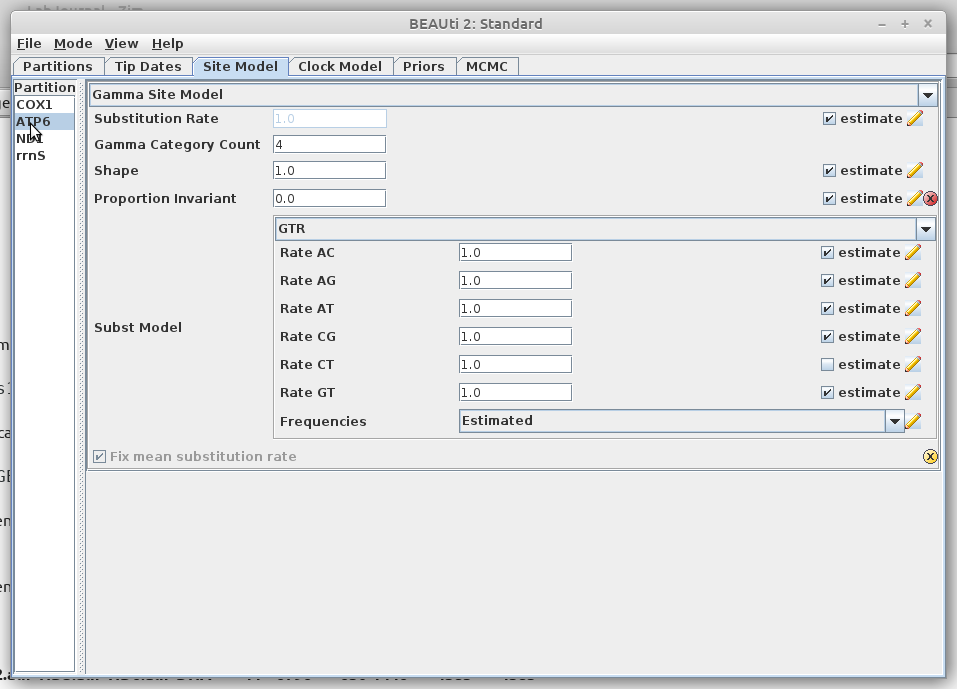 BEAUti 2: Standard
File Mode View Help
Partitions Tip Dates Site Model Clock Model Priors MCMC
Partition
COX1
ATP6
rrnS
Gamma Site Model
Substitution Rate 1.0 estimate
Gamma Category Count 4
Shape 1.0 estimate
Proportion Invariant 0.0 estimate
Subst Model
GTR
Rate AC 1.0 estimate
Rate AG 1.0 estimate
Rate AT 1.0 estimate
Rate CG 1.0 estimate
Rate CT 1.0 estimate
Rate GT 1.0 estimate
Frequencies Estimated
Fix mean substitution rate